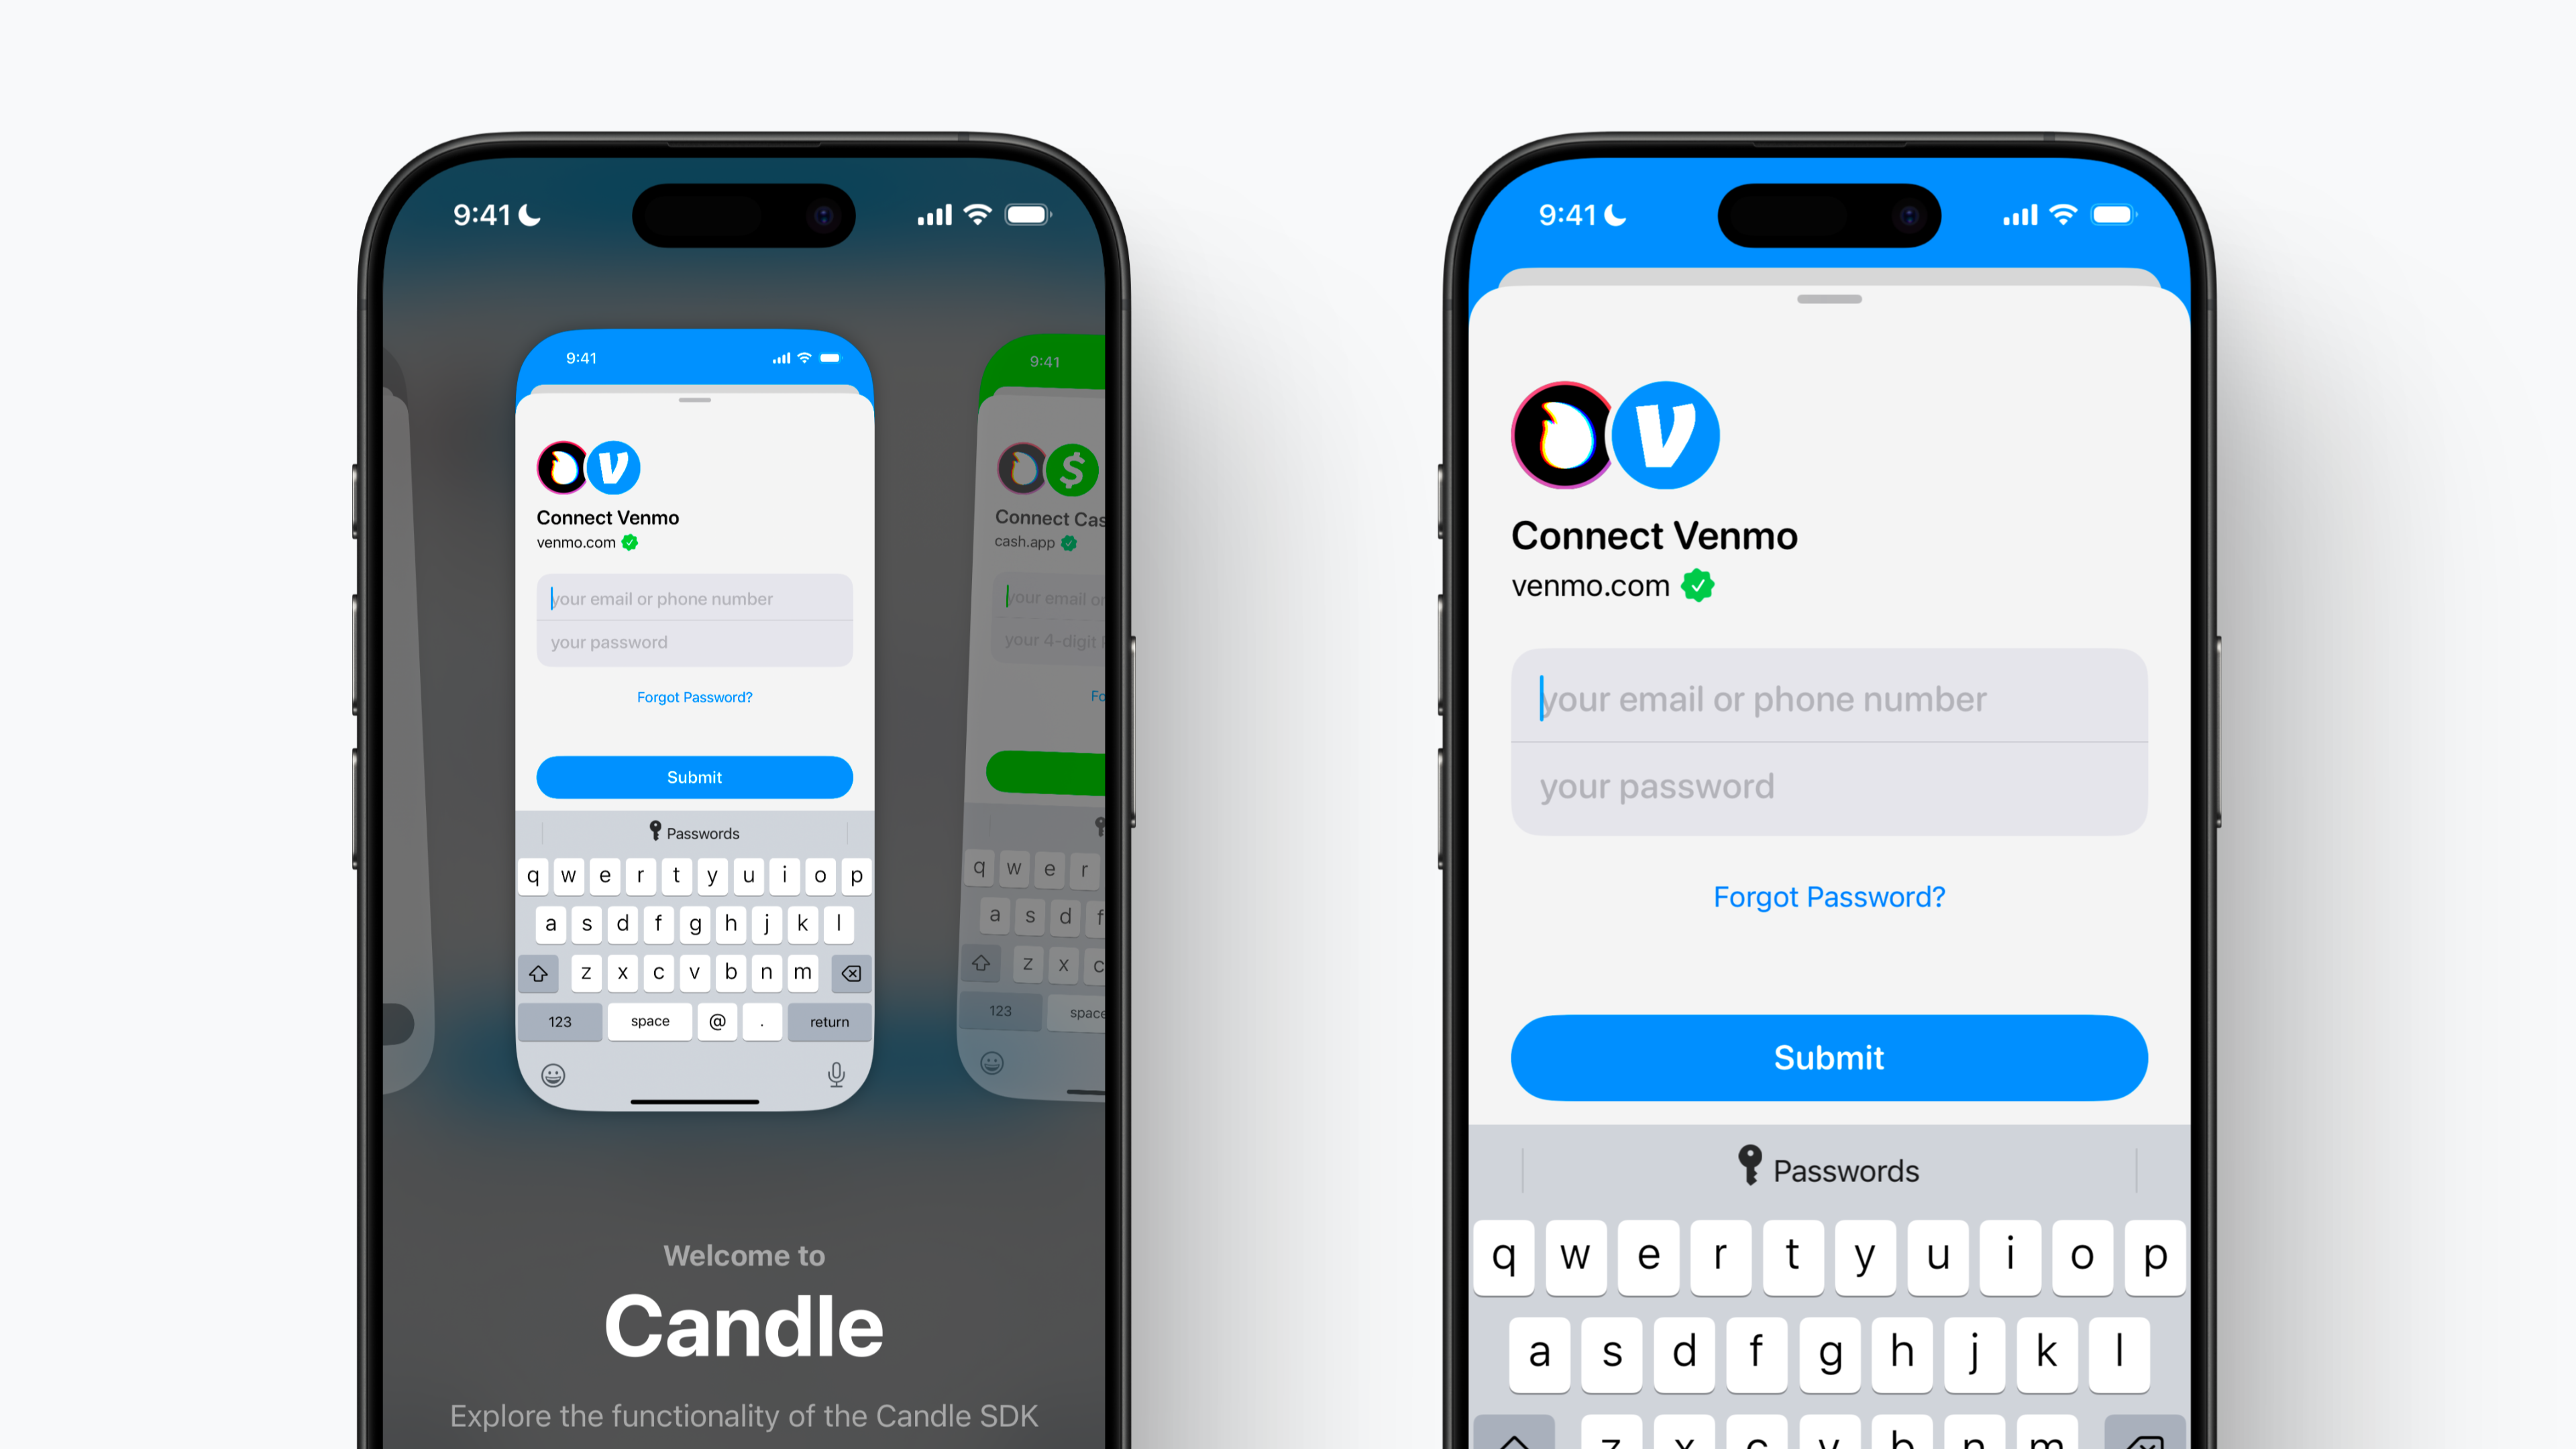 9:41
9:41
Connect Venmo
venmo.com
your email or phone number
your password
Forgot Password?
Submit
Passwords
q w e r t y u i o p
a s d f g h j k l
z x c v b n m
123 space @ . return
9:41
$
Connect Cas
cash.app
your email or
your 4-digit
Fo
q w e r
a s d f
z x c
123 space
Welcome to
Candle
Explore the functionality of the Candle SDK
9:41
Connect Venmo
venmo.com
your email or phone number
your password
Forgot Password?
Submit
Passwords
q w e r t y u i o p
a s d f g h j k l
z x c v b n m